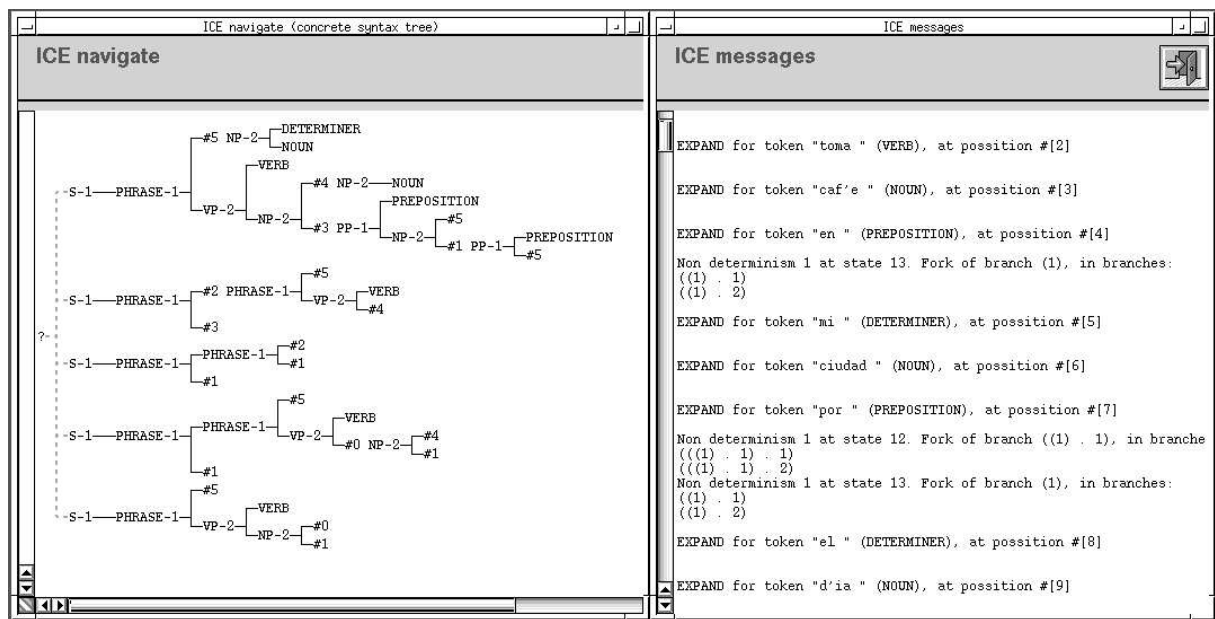 ICE navigate (concrete syntax tree)
ICE navigate
#5 NP-2 DETERMINER
NOUN
VERB
S-1 PHRASE-1 #4 NP-2 NOUN
PREPOSITION
VP-2 NP-2 #5
#3 PP-1 PREPOSITION
NP-2 #1 PP-1 #5
#5
#2 PHRASE-1 VERB
S-1 PHRASE-1 VP-2 #4
#3
?
PHRASE-1 #2
S-1 PHRASE-1 #1
#1
#5
PHRASE-1 VERB
S-1 PHRASE-1 VP-2 #4
#0 NP-2 #1
#1
#5
VERB
S-1 PHRASE-1 VP-2 #0
NP-2 #1
ICE messages
ICE messages
EXPAND for token "toma " (VERB), at possition #[2]
EXPAND for token "caf'e " (NOUN), at possition #[3]
EXPAND for token "en " (PREPOSITION), at possition #[4]
Non determinism 1 at state 13. Fork of branch (1), in branches:
((1) . 1)
((1) . 2)
EXPAND for token "mi " (DETERMINER), at possition #[5]
EXPAND for token "ciudad " (NOUN), at possition #[6]
EXPAND for token "por " (PREPOSITION), at possition #[7]
Non determinism 1 at state 12. Fork of branch ((1) . 1), in branche
(((1) . 1) . 1)
(((1) . 1) . 2)
Non determinism 1 at state 13. Fork of branch (1), in branches:
((1) . 1)
((1) . 2)
EXPAND for token "el " (DETERMINER), at possition #[8]
EXPAND for token "d'ia " (NOUN), at possition #[9]